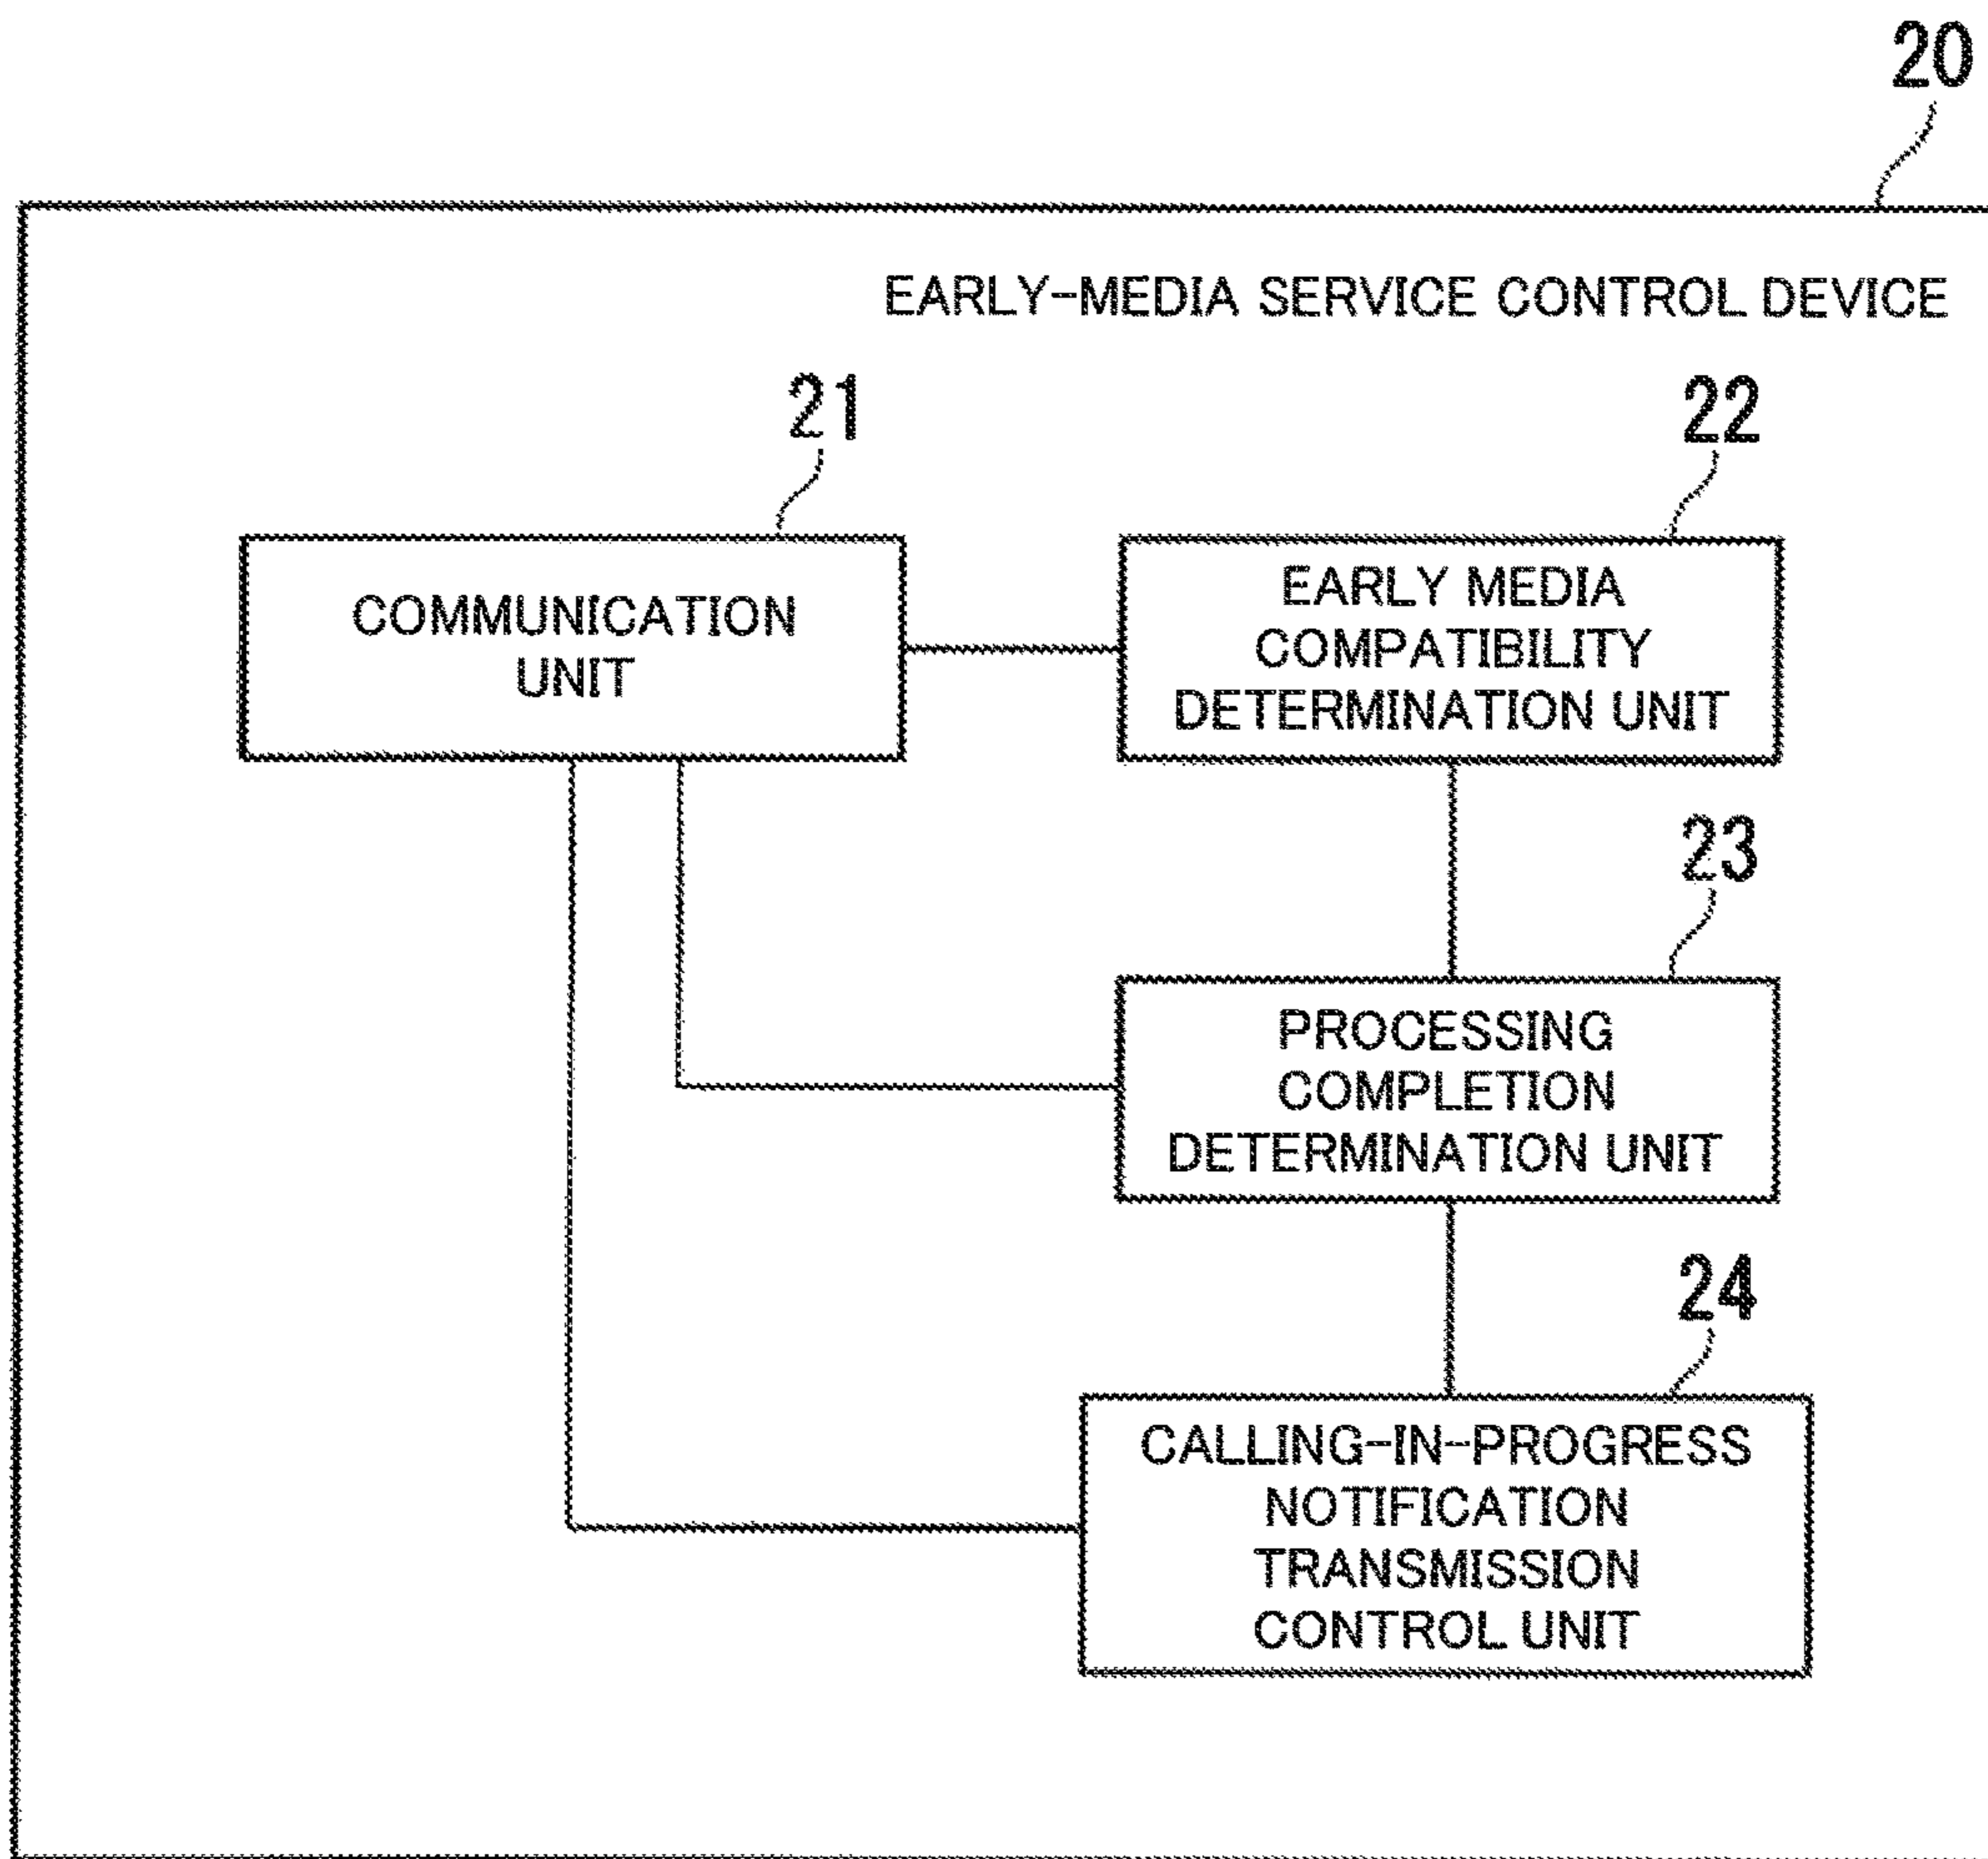 20
EARLY-MEDIA SERVICE CONTROL DEVICE
21
22
COMMUNICATION
UNIT
EARLY MEDIA
COMPATIBILITY
DETERMINATION UNIT
23
PROCESSING
COMPLETION
DETERMINATION UNIT
24
CALLING-IN-PROGRESS
NOTIFICATION
TRANSMISSION
CONTROL UNIT